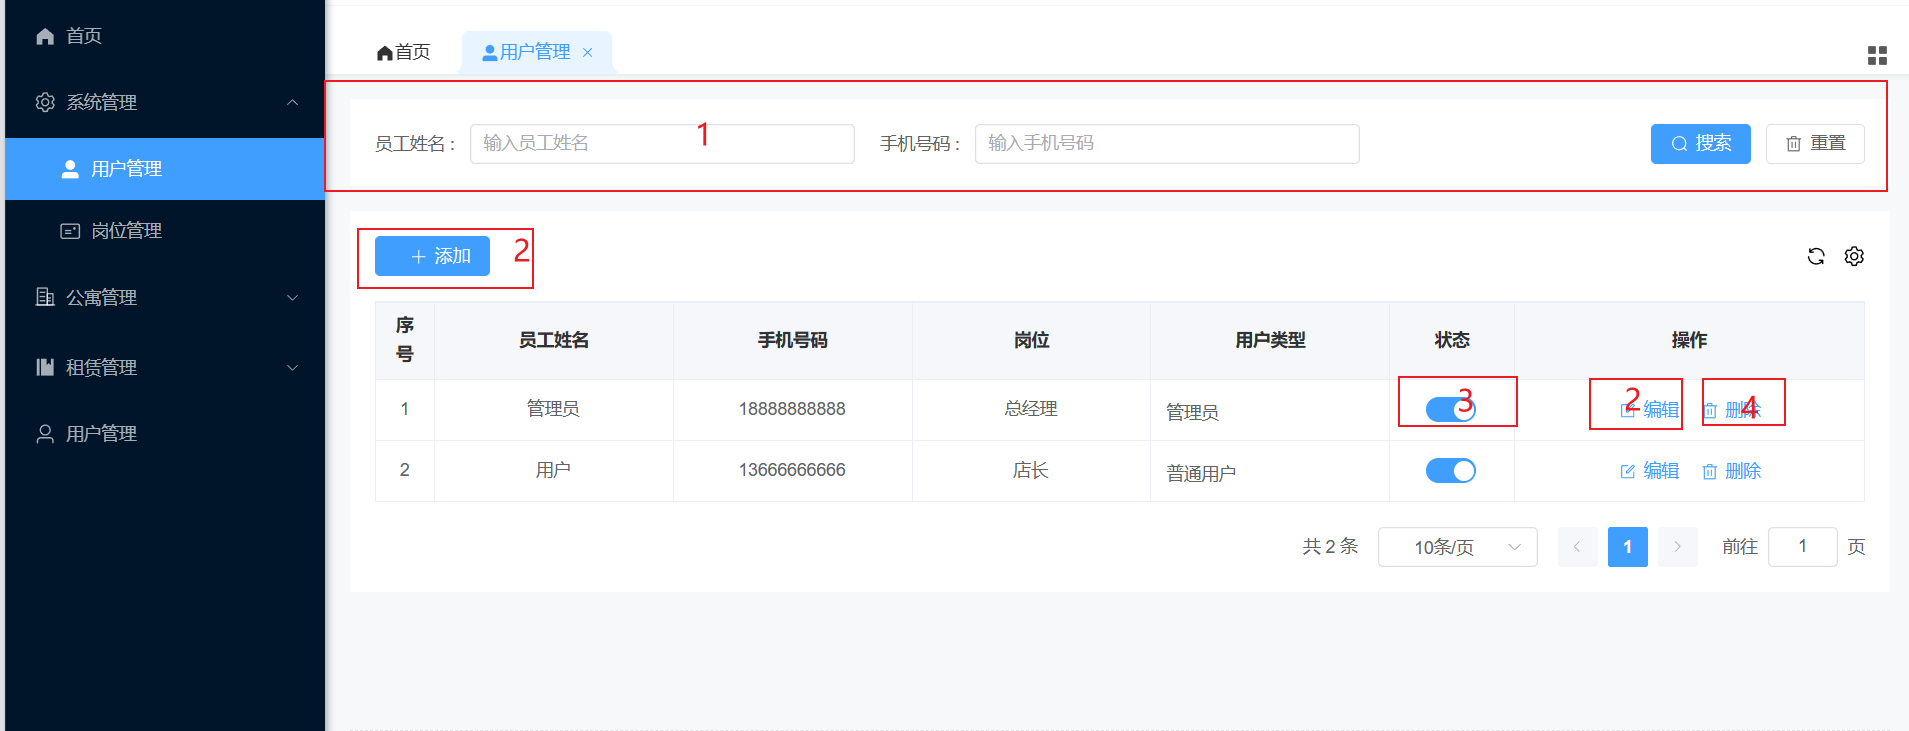 首页
系统管理
用户管理
岗位管理
公寓管理
租赁管理
用户管理
首页 用户管理
员工姓名： 输入员工姓名 1 手机号码： 输入手机号码 搜索 重置
添加 2
序号 员工姓名 手机号码 岗位 用户类型 状态 操作
1 管理员 18888888888 总经理 管理员 3 2 编辑 4 删除
2 用户 13666666666 店长 普通用户 编辑 删除
共 2 条 10条/页 1 前往 1 页